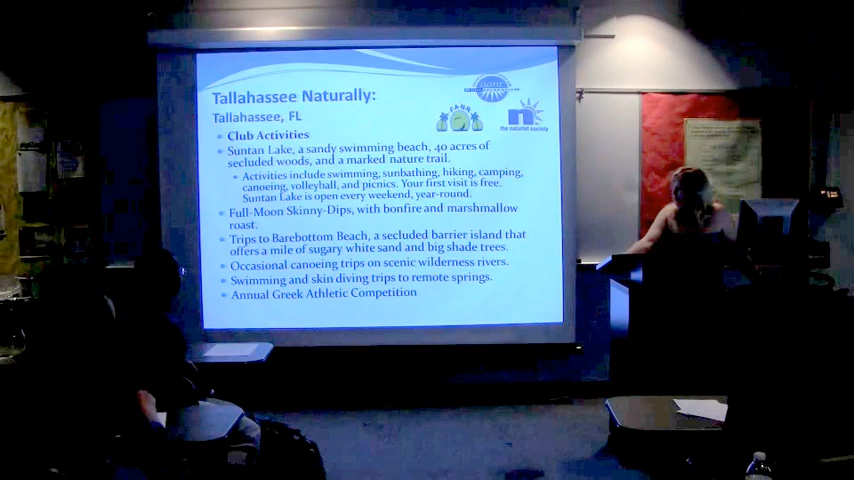 Tallahassee Naturally:
Tallahassee, FL
Club Activities
Suntan Lake, a sandy swimming beach, 40 acres of
secluded woods, and a marked nature trail.
Activities include swimming, sunbathing, hiking, camping,
canoeing, volleyball, and picnics. Your first visit is free.
Suntan Lake is open every weekend, year-round.
Full-Moon Skinny-Dips, with bonfire and marshmallow
roast.
Trips to Barebottom Beach, a secluded barrier island that
offers a mile of sugary white sand and big shade trees.
Occasional canoeing trips on scenic wilderness rivers.
Swimming and skin diving trips to remote springs.
Annual Greek Athletic Competition
aanr
FANR
n
the naturist society